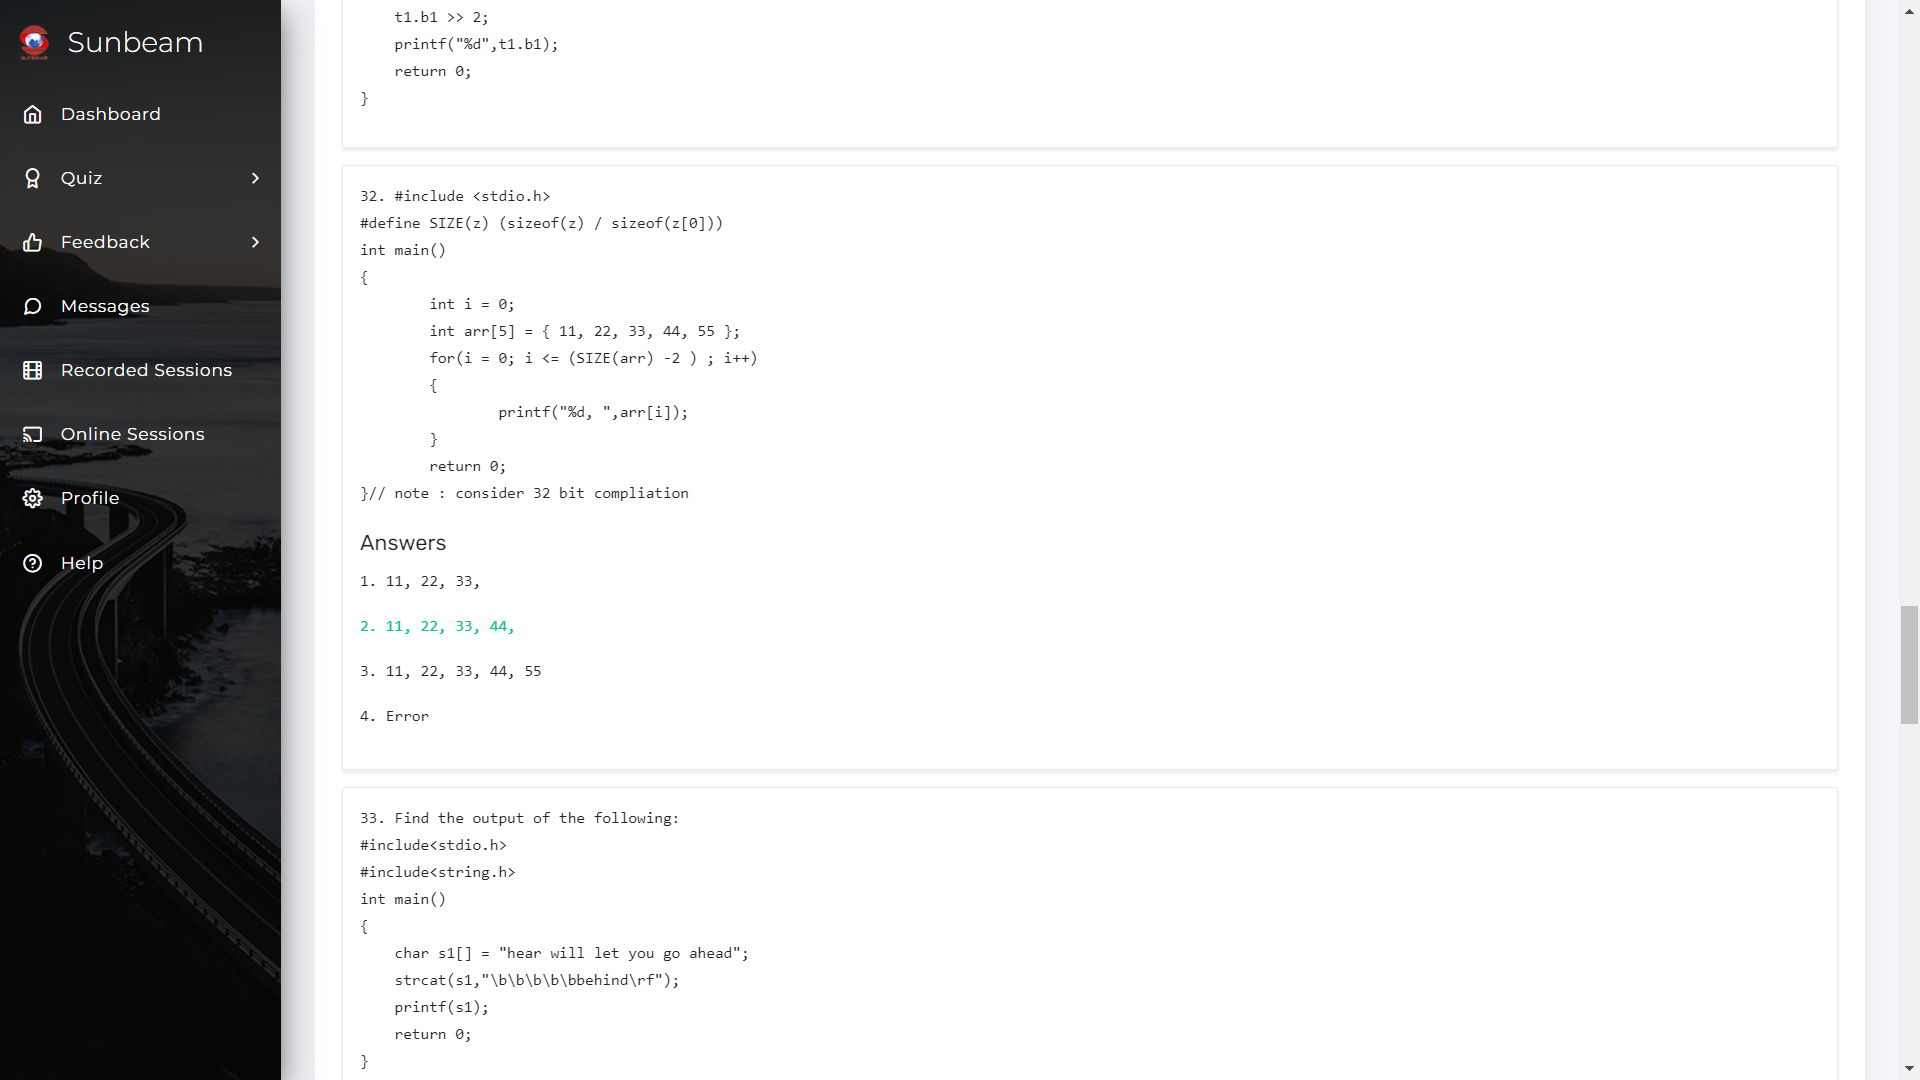 Sunbeam
Dashboard
Quiz
Feedback
Messages
Recorded Sessions
Online Sessions
Profile
Help
t1.b1 >> 2;
printf("%d",t1.b1);
return 0;
}
32. #include <stdio.h>
#define SIZE(z) (sizeof(z) / sizeof(z[0]))
int main()
{
int i = 0;
int arr[5] = { 11, 22, 33, 44, 55 };
for(i = 0; i <= (SIZE(arr) -2 ) ; i++)
{
printf("%d, ",arr[i]);
}
return 0;
}// note : consider 32 bit compliation
Answers
1. 11, 22, 33,
2. 11, 22, 33, 44,
3. 11, 22, 33, 44, 55
4. Error
33. Find the output of the following:
#include<stdio.h>
#include<string.h>
int main()
{
char s1[] = "hear will let you go ahead";
strcat(s1,"\b\b\b\b\bbehind\rf");
printf(s1);
return 0;
}